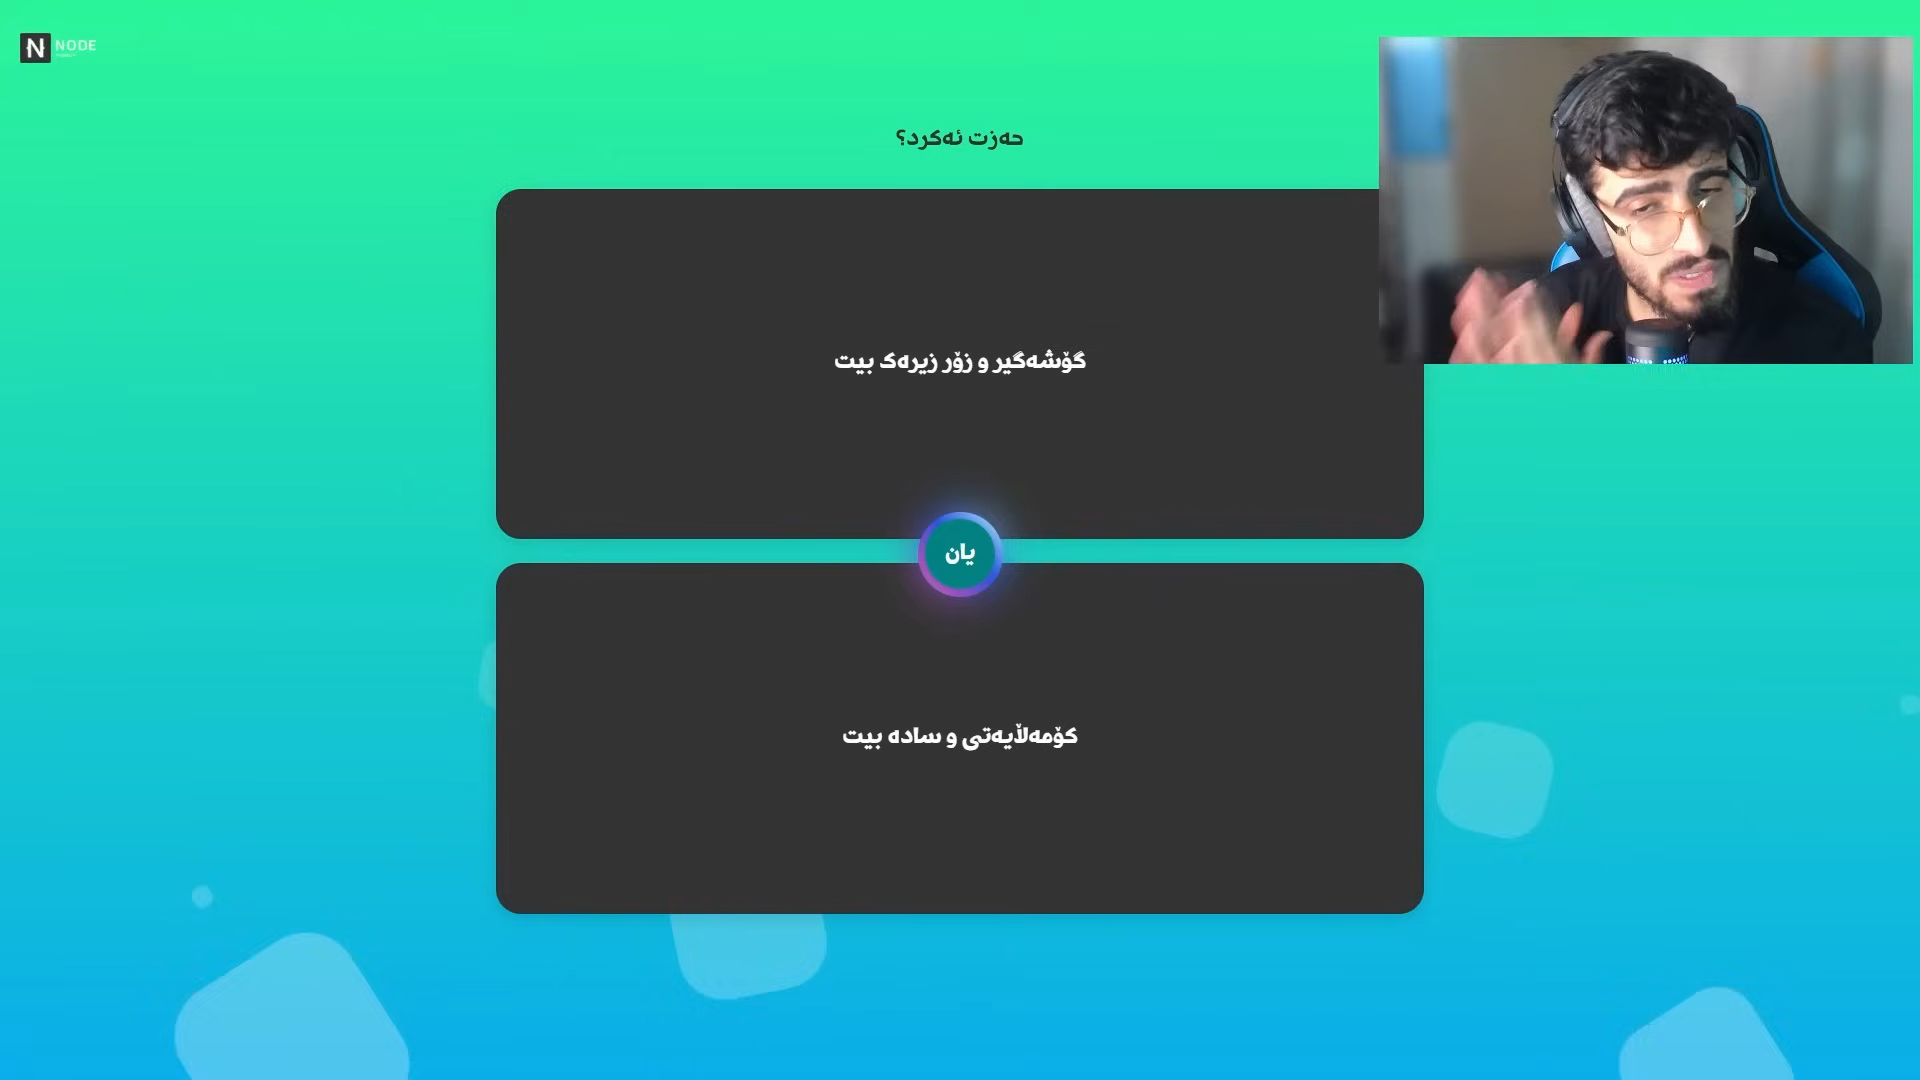 NODE
حەزت ئەکرد؟
گۆشەگیر و زۆر زیرەک بیت
یان
کۆمەڵایەتی و سادە بیت